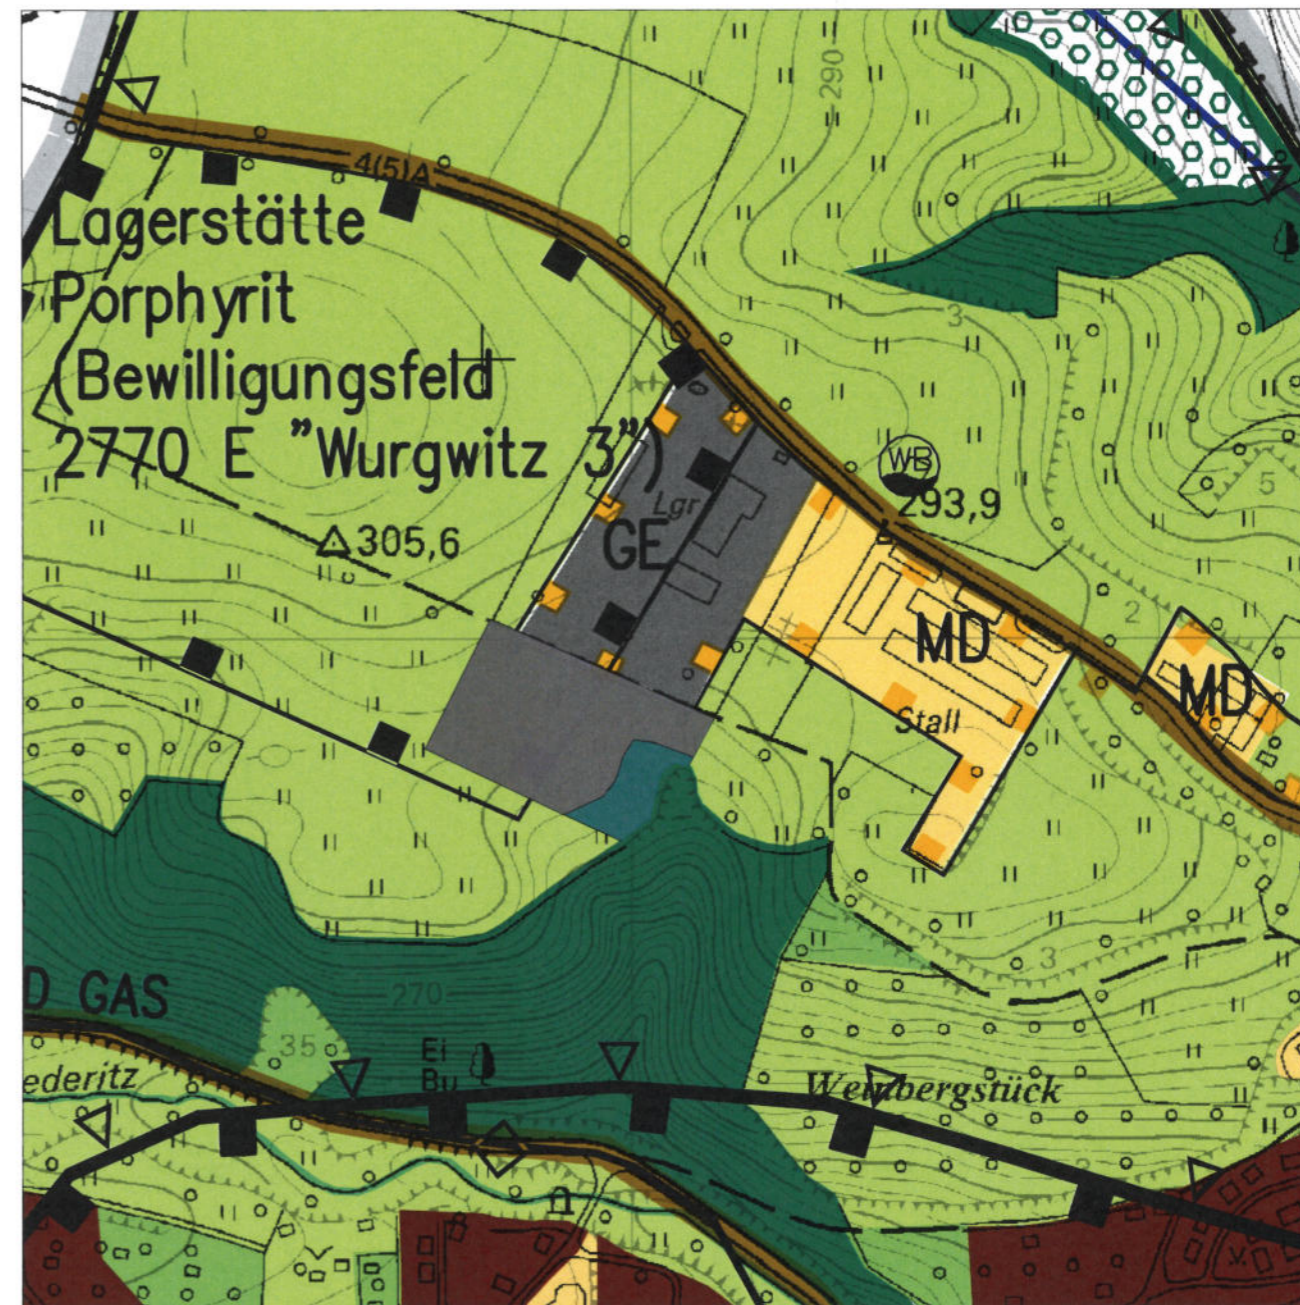 290
4(5)A
Lagerstätte
Porphyrit
(Bewilligungsfeld
2770 E "Wurgwitz 3")
3
WB
293,9
5
Lgr
GE
305,6
2
MD
MD
Stall
3
D GAS
270
35
Ei
Bu
ederitz
Weinbergstück